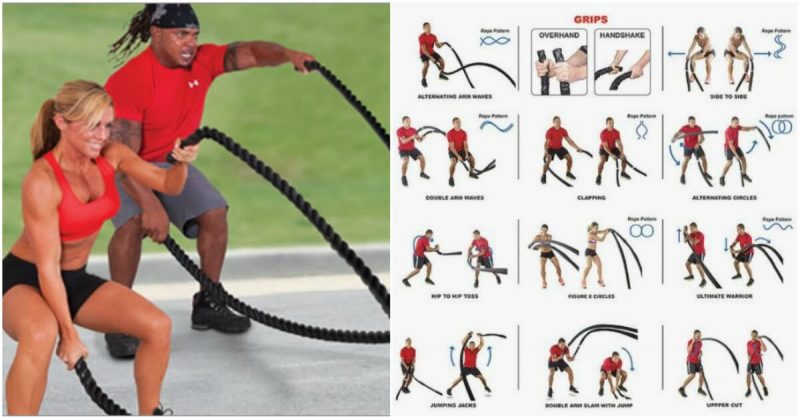 GRIPS
Rope Pattern
OVERHAND
HANDSHAKE
Rope Pattern
ALTERNATING ARM WAVES
SIDE TO SIDE
Rope Pattern
Rope Pattern
Rope pattern
DOUBLE ARM WAVES
CLAPPING
ALTERNATING CIRCLES
Rope Pattern
Rope Pattern
HIP TO HIP TOSS
FIGURE 8 CIRCLES
ULTIMATE WARRIOR
JUMPING JACKS
DOUBLE ARM SLAM WITH JUMP
UPPPER CUT